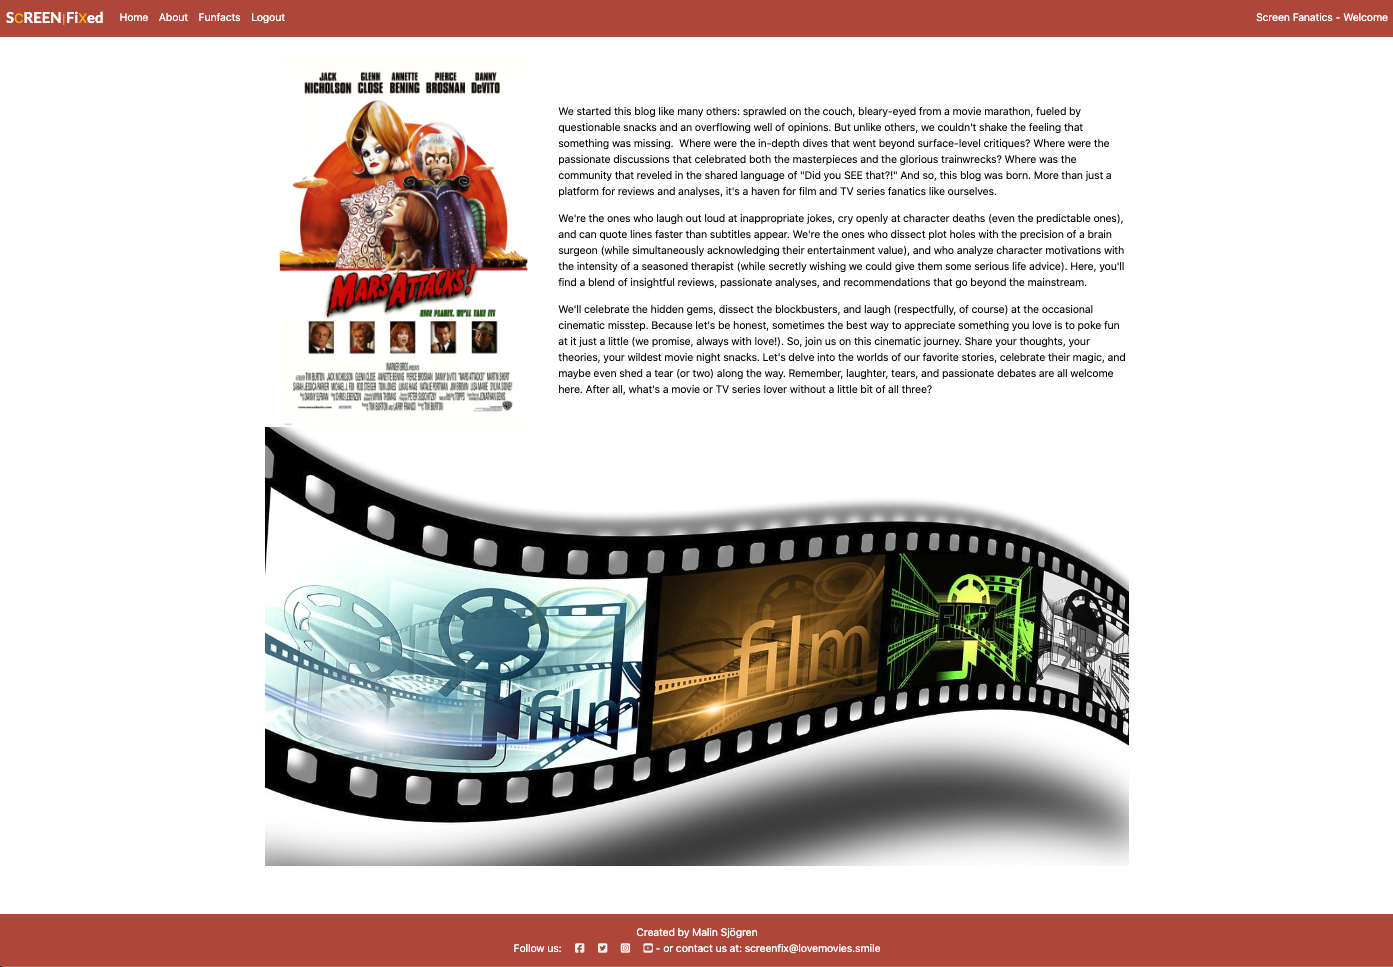 SCREEN|FiXed Home About Funfacts Logout Screen Fanatics - Welcome
JACK NICHOLSON GLENN CLOSE ANNETTE BENING PIERCE BROSNAN DANNY DeVITO
MARS ATTACKS!
NICE PLANET. WE'LL TAKE IT!
We started this blog like many others: sprawled on the couch, bleary-eyed from a movie marathon, fueled by
questionable snacks and an overflowing well of opinions. But unlike others, we couldn't shake the feeling that
something was missing.  Where were the in-depth dives that went beyond surface-level critiques? Where were the
passionate discussions that celebrated both the masterpieces and the glorious trainwrecks? Where was the
community that reveled in the shared language of "Did you SEE that?!" And so, this blog was born. More than just a
platform for reviews and analyses, it's a haven for film and TV series fanatics like ourselves.
We're the ones who laugh out loud at inappropriate jokes, cry openly at character deaths (even the predictable ones),
and can quote lines faster than subtitles appear. We're the ones who dissect plot holes with the precision of a brain
surgeon (while simultaneously acknowledging their entertainment value), and who analyze character motivations with
the intensity of a seasoned therapist (while secretly wishing we could give them some serious life advice). Here, you'll
find a blend of insightful reviews, passionate analyses, and recommendations that go beyond the mainstream.
We'll celebrate the hidden gems, dissect the blockbusters, and laugh (respectfully, of course) at the occasional
cinematic misstep. Because let's be honest, sometimes the best way to appreciate something you love is to poke fun
at it just a little (we promise, always with love!). So, join us on this cinematic journey. Share your thoughts, your
theories, your wildest movie night snacks. Let's delve into the worlds of our favorite stories, celebrate their magic, and
maybe even shed a tear (or two) along the way. Remember, laughter, tears, and passionate debates are all welcome
here. After all, what's a movie or TV series lover without a little bit of all three?
film
film
FILM
Created by Malin Sjögren
Follow us: - or contact us at: screenfix@lovemovies.smile